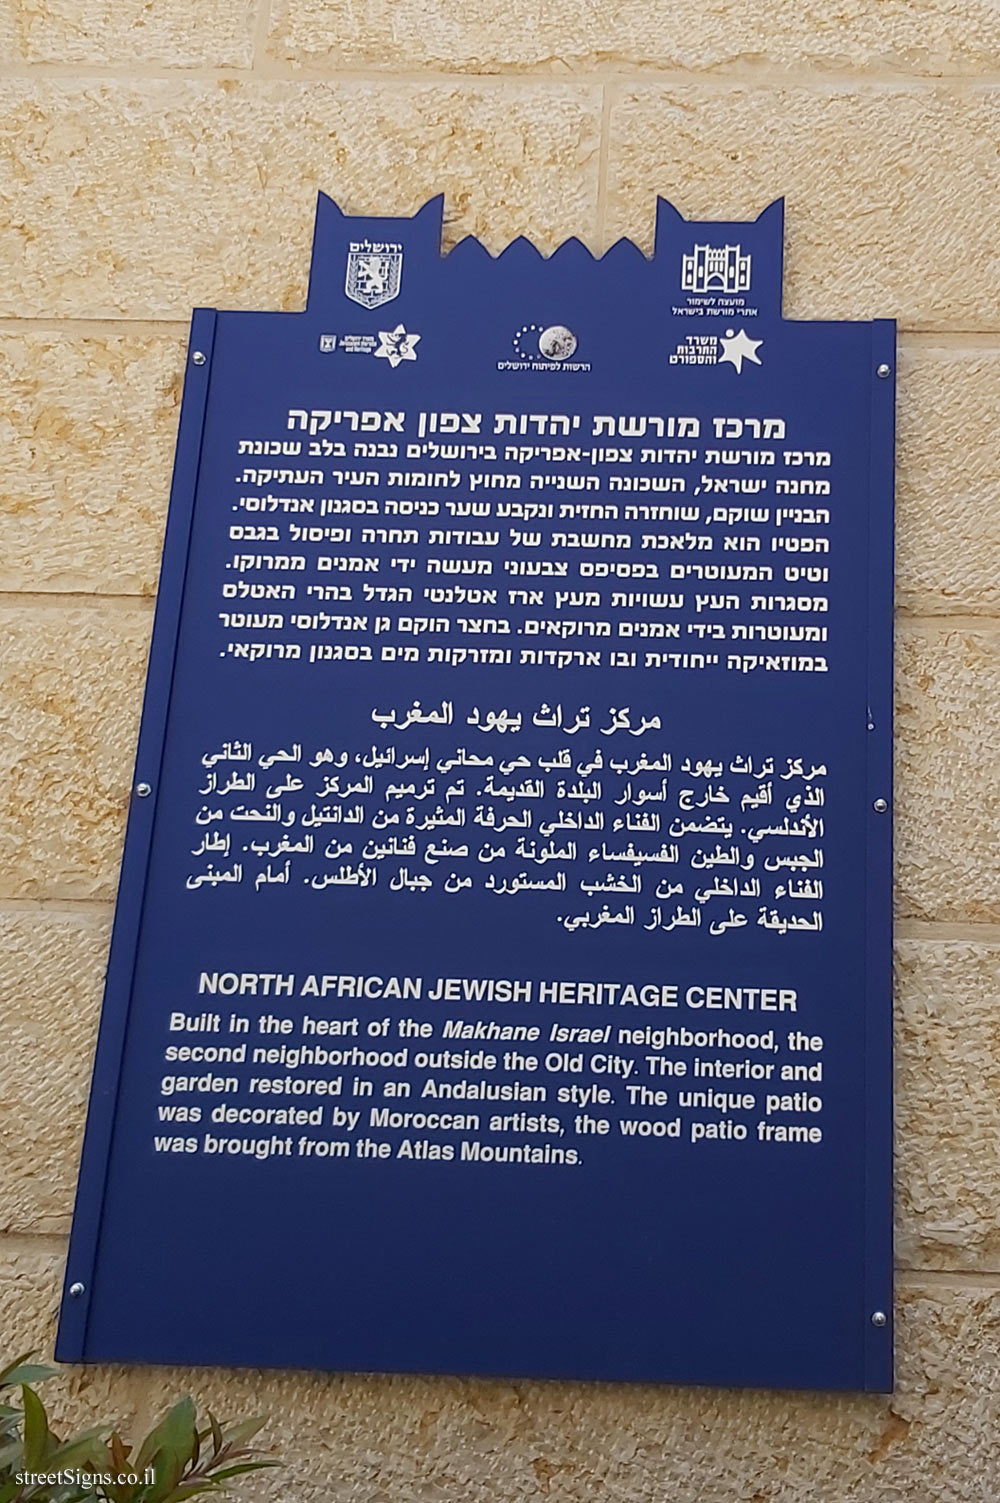 ירושלים
מועצה לשימור
אתרי מורשת בישראל
משרד ירושלים ומורשת
Jerusalem Affairs
and Heritage
הרשות לפיתוח ירושלים
משרד
התרבות
והספורט
מרכז מורשת יהדות צפון אפריקה
מרכז מורשת יהדות צפון-אפריקה בירושלים נבנה בלב שכונת
מחנה ישראל, השכונה השנייה מחוץ לחומות העיר העתיקה.
הבניין שוקם, שוחזרה החזית ונקבע שער כניסה בסגנון אנדלוסי.
הפטיו הוא מלאכת מחשבת של עבודות תחרה ופיסול בגבס
וטיט המעוטרים בפסיפס צבעוני מעשה ידי אמנים ממרוקו.
מסגרות העץ עשויות מעץ ארז אטלנטי הגדל בהרי האטלס
ומעוטרות בידי אמנים מרוקאים. בחצר הוקם גן אנדלוסי מעוטר
במוזאיקה ייחודית ובו ארקדות ומזרקות מים בסגנון מרוקאי.
مركز تراث يهود المغرب
مركز تراث يهود المغرب في قلب حي محاني إسرائيل، وهو الحي الثاني
الذي أقيم خارج أسوار البلدة القديمة. تم ترميم المركز على الطراز
الأندلسي. يتضمن الفناء الداخلي الحرفة المثيرة من الدانتيل والنحت من
الجبس والطين الفسيفساء الملونة من صنع فنانين من المغرب. إطار
الفناء الداخلي من الخشب المستورد من جبال الأطلس. أمام المبنى
الحديقة على الطراز المغربي.
NORTH AFRICAN JEWISH HERITAGE CENTER
Built in the heart of the Makhane Israel neighborhood, the
second neighborhood outside the Old City. The interior and
garden restored in an Andalusian style. The unique patio
was decorated by Moroccan artists, the wood patio frame
was brought from the Atlas Mountains.
streetSigns.co.il